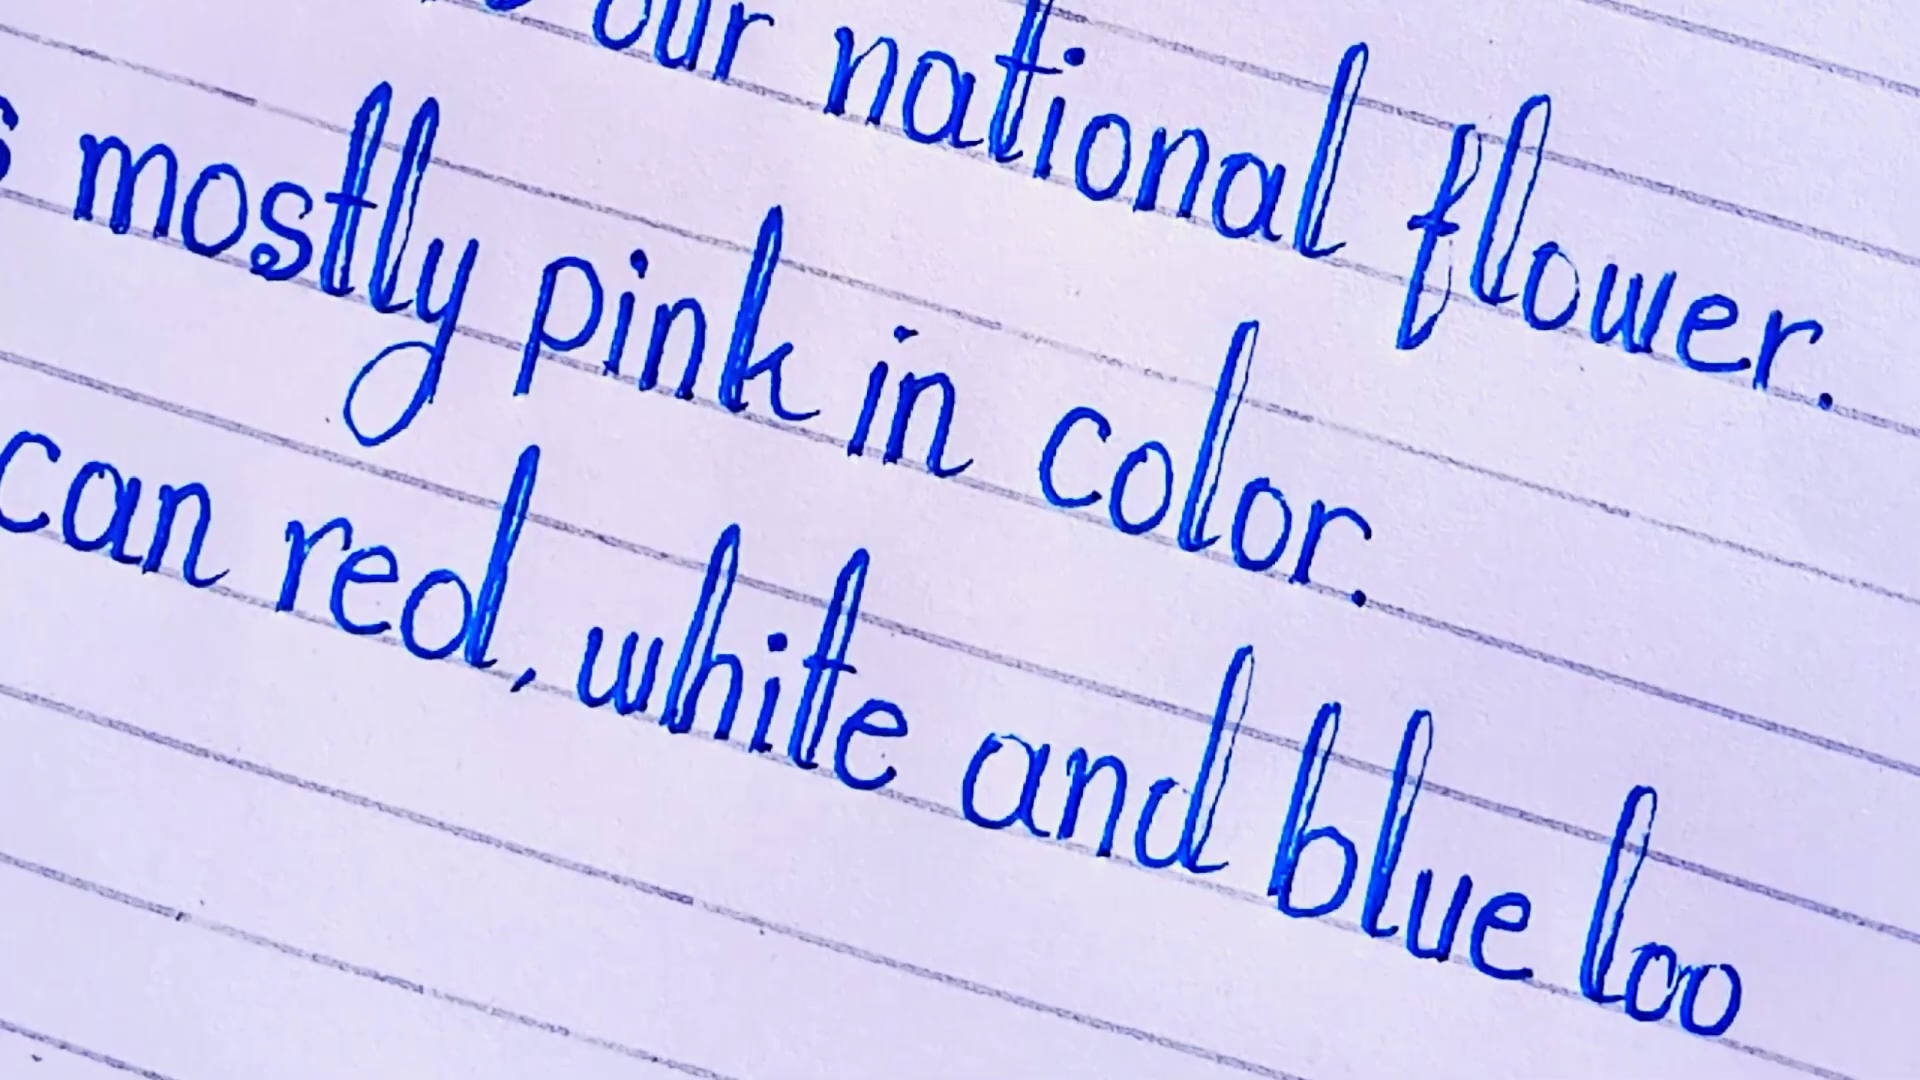 our national flower.
mostly pink in color.
can red, white and blue loo